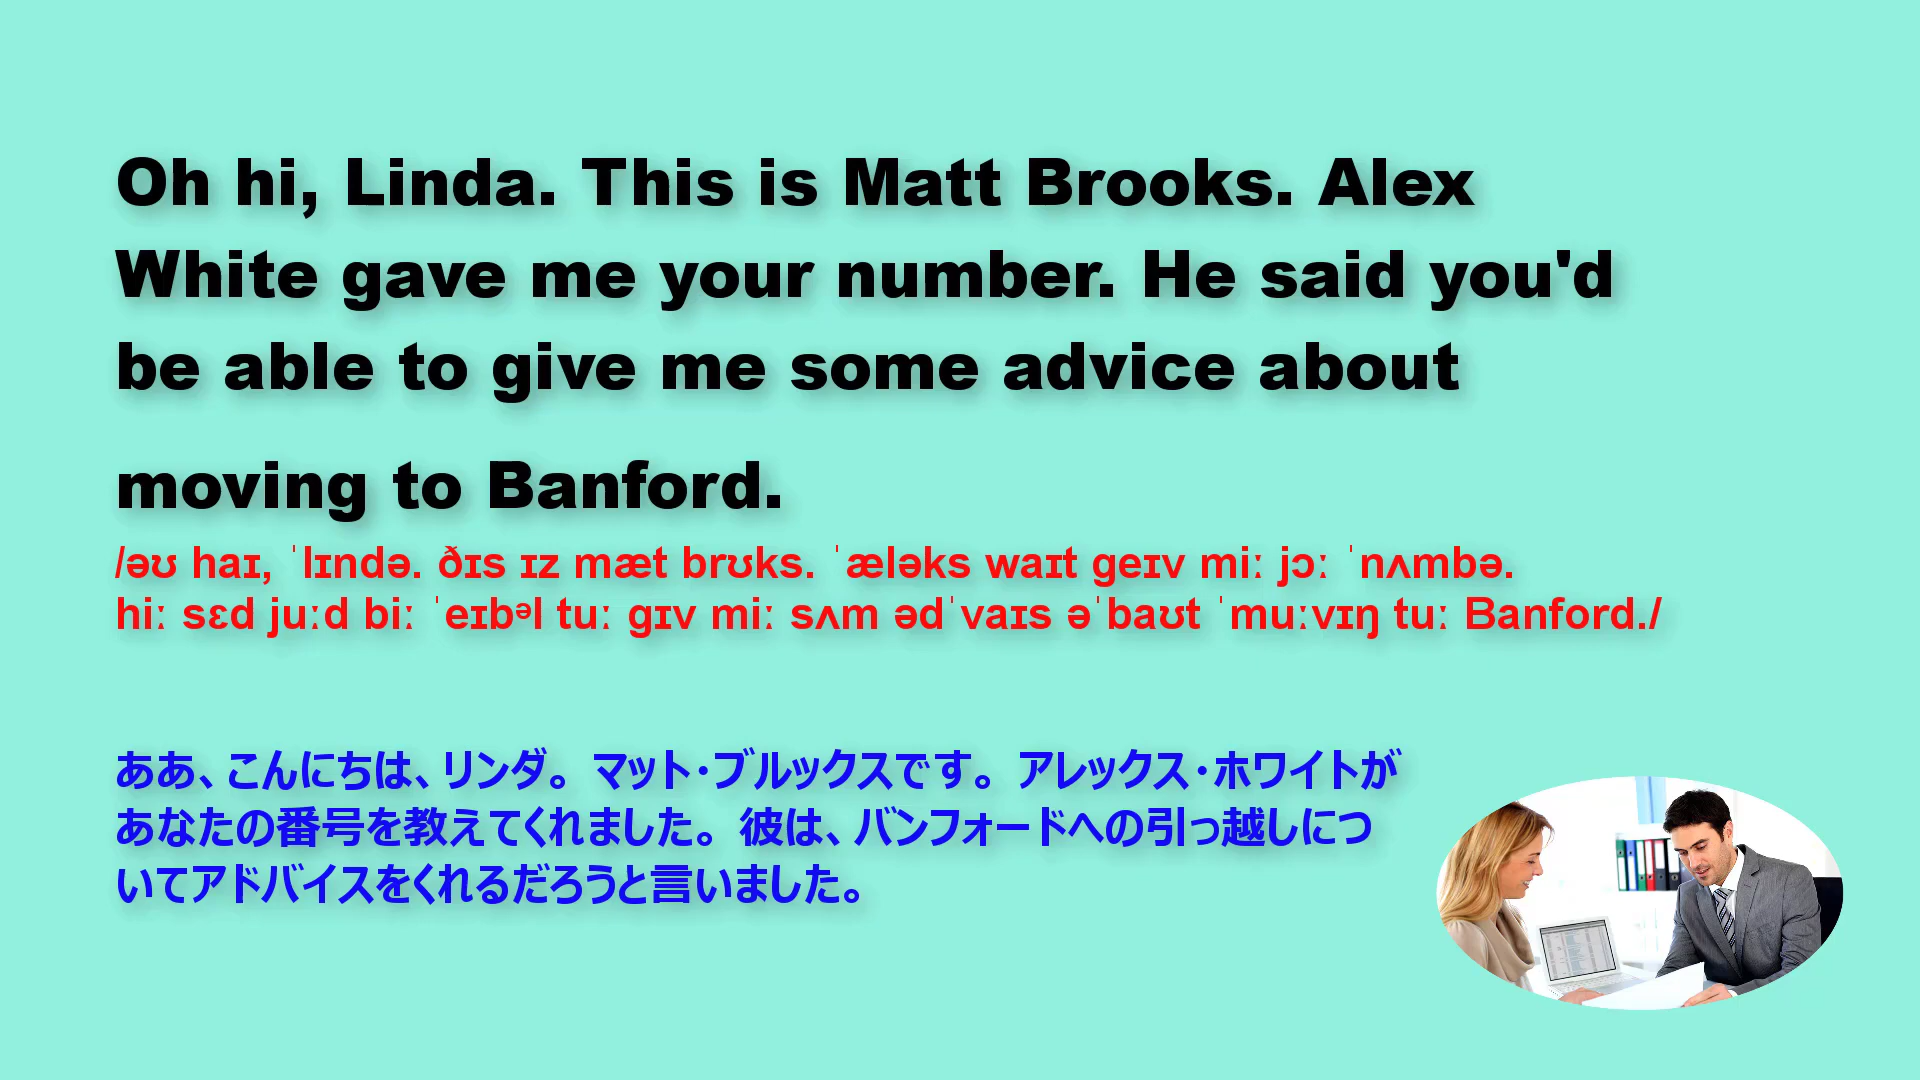 Oh hi, Linda. This is Matt Brooks. Alex
White gave me your number. He said you'd
be able to give me some advice about
moving to Banford.
/əʊ haɪ, ˈlɪndə. ðɪs ɪz mæt brʊks. ˈæləks waɪt geɪv miː jɔː ˈnʌmbə.
hiː sɛd juːd biː ˈeɪbᵊl tuː gɪv miː sʌm ədˈvaɪs əˈbaʊt ˈmuːvɪŋ tuː Banford./
ああ、こんにちは、リンダ。マット・ブルックスです。アレックス・ホワイトが
あなたの番号を教えてくれました。彼は、バンフォードへの引っ越しにつ
いてアドバイスをくれるだろうと言いました。